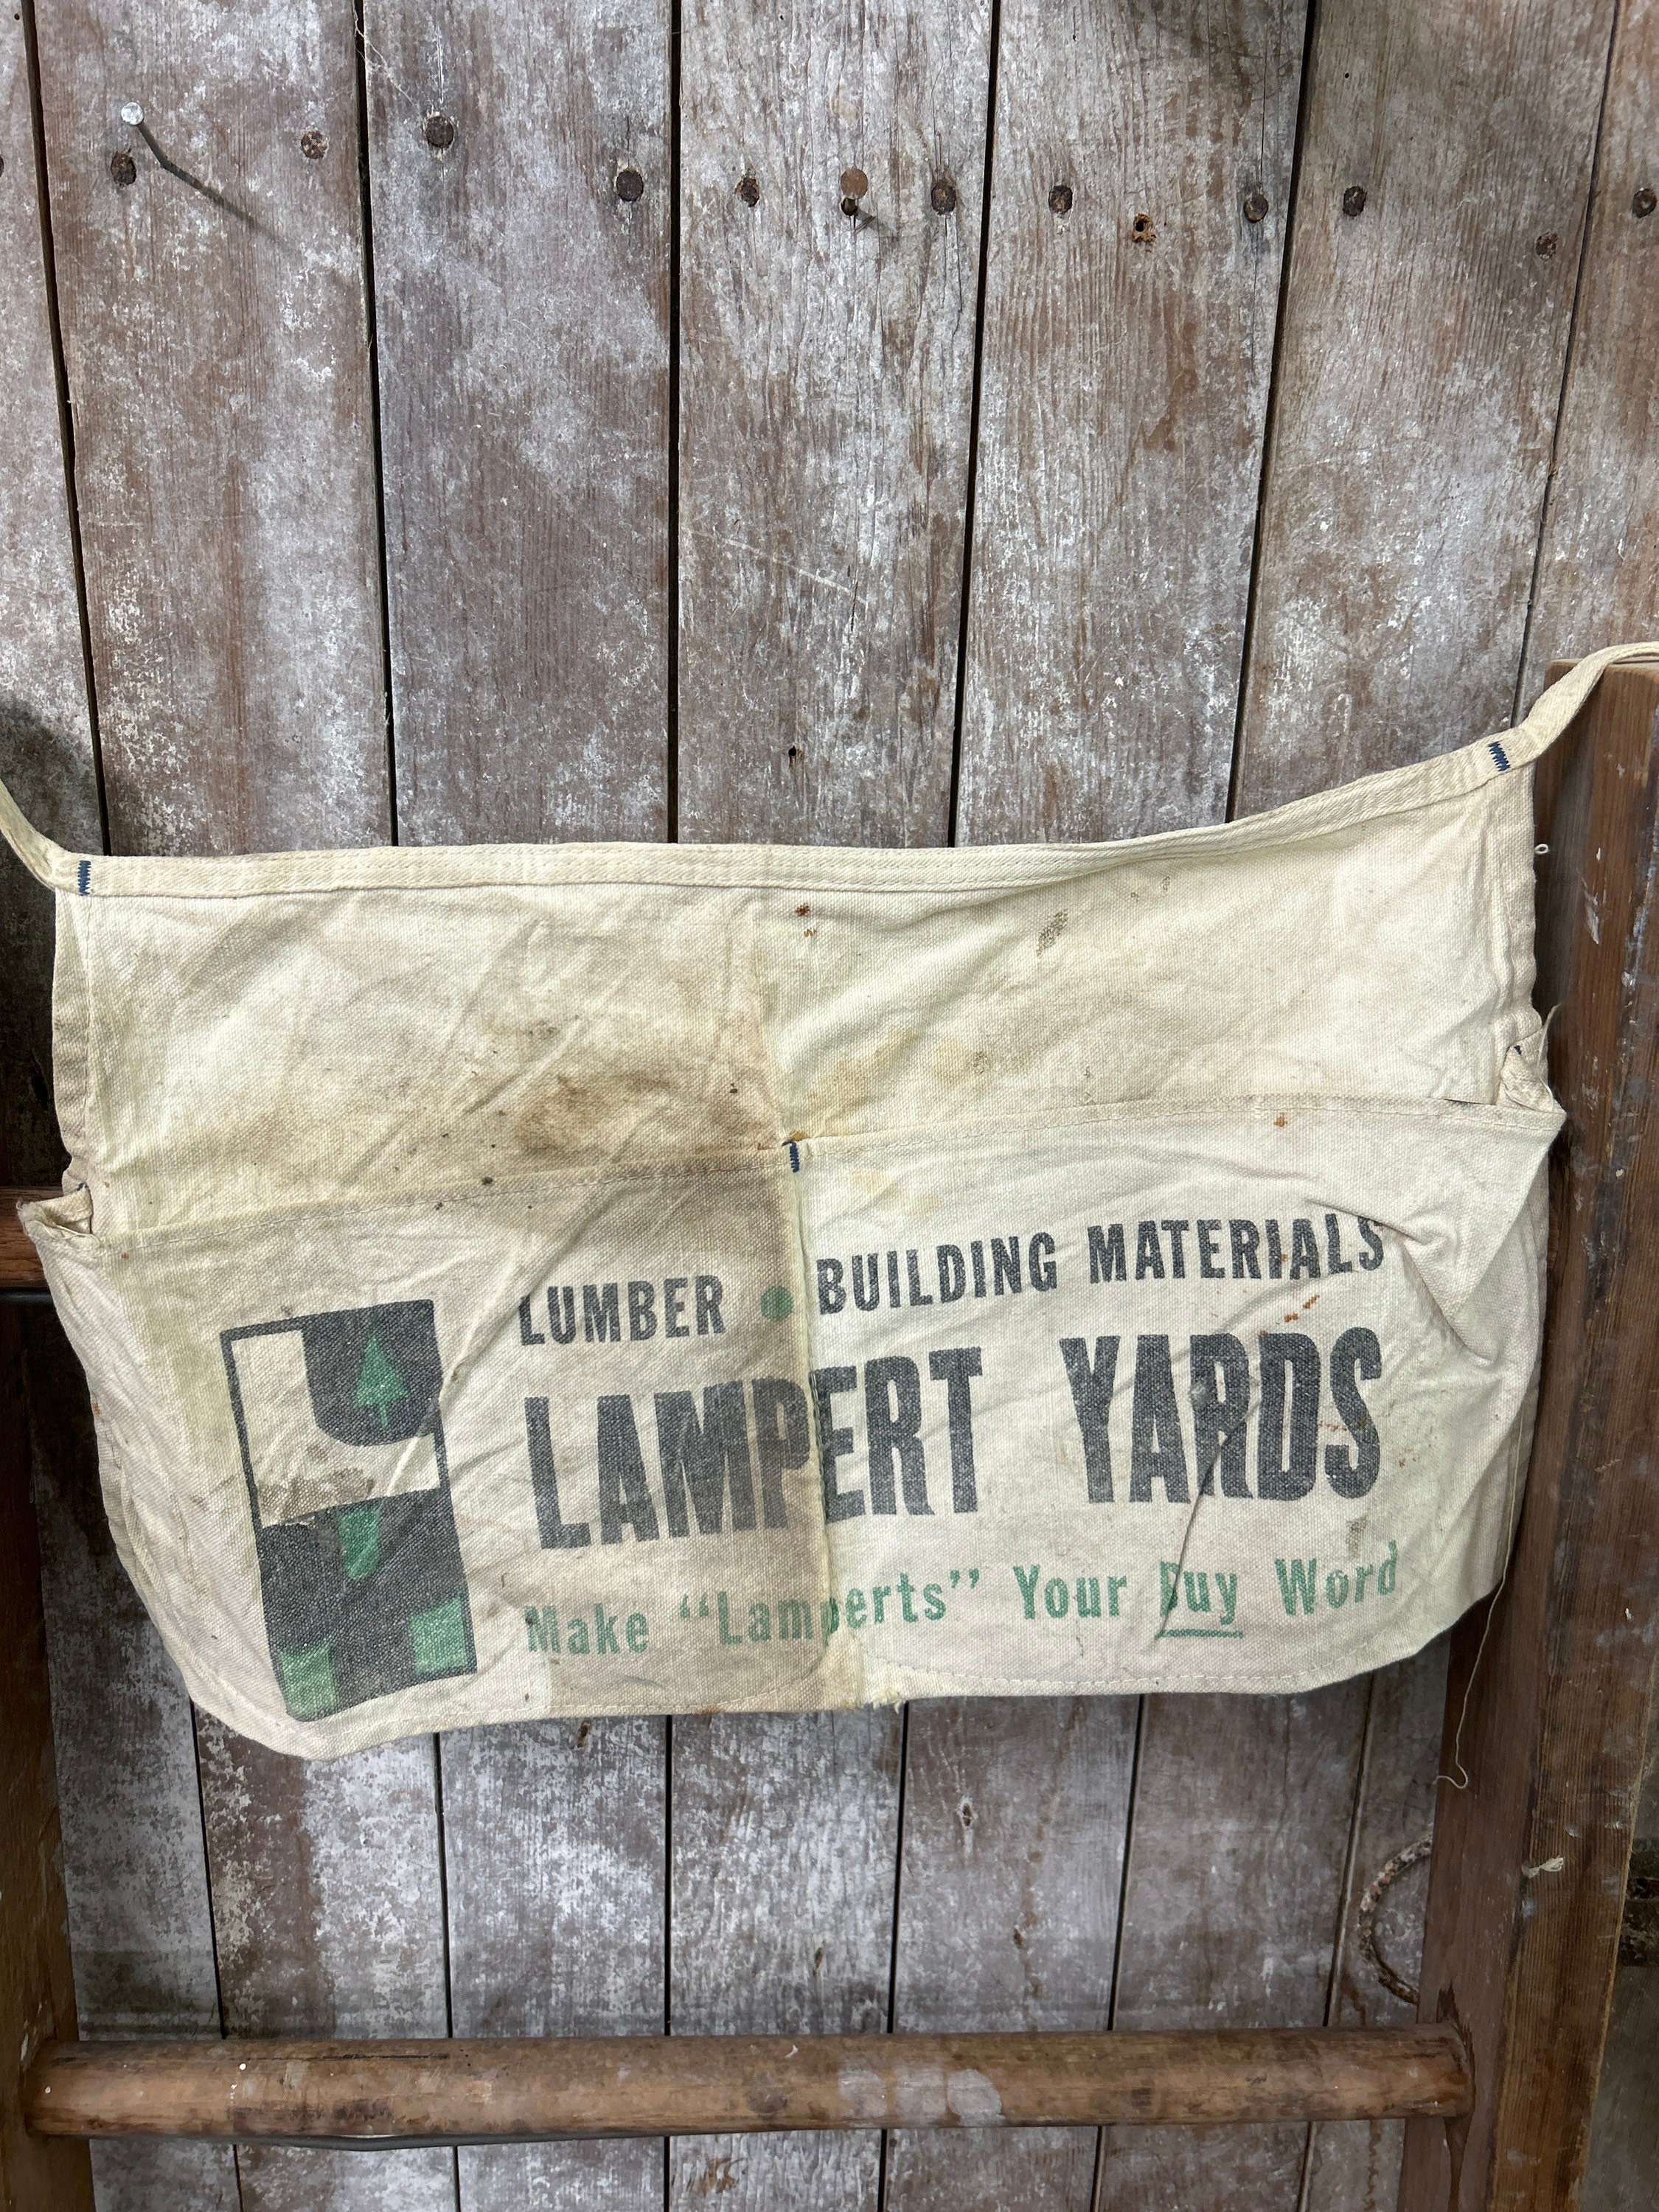 LUMBER • BUILDING MATERIALS
LAMPERT YARDS
Make “Lamperts” Your Buy Word